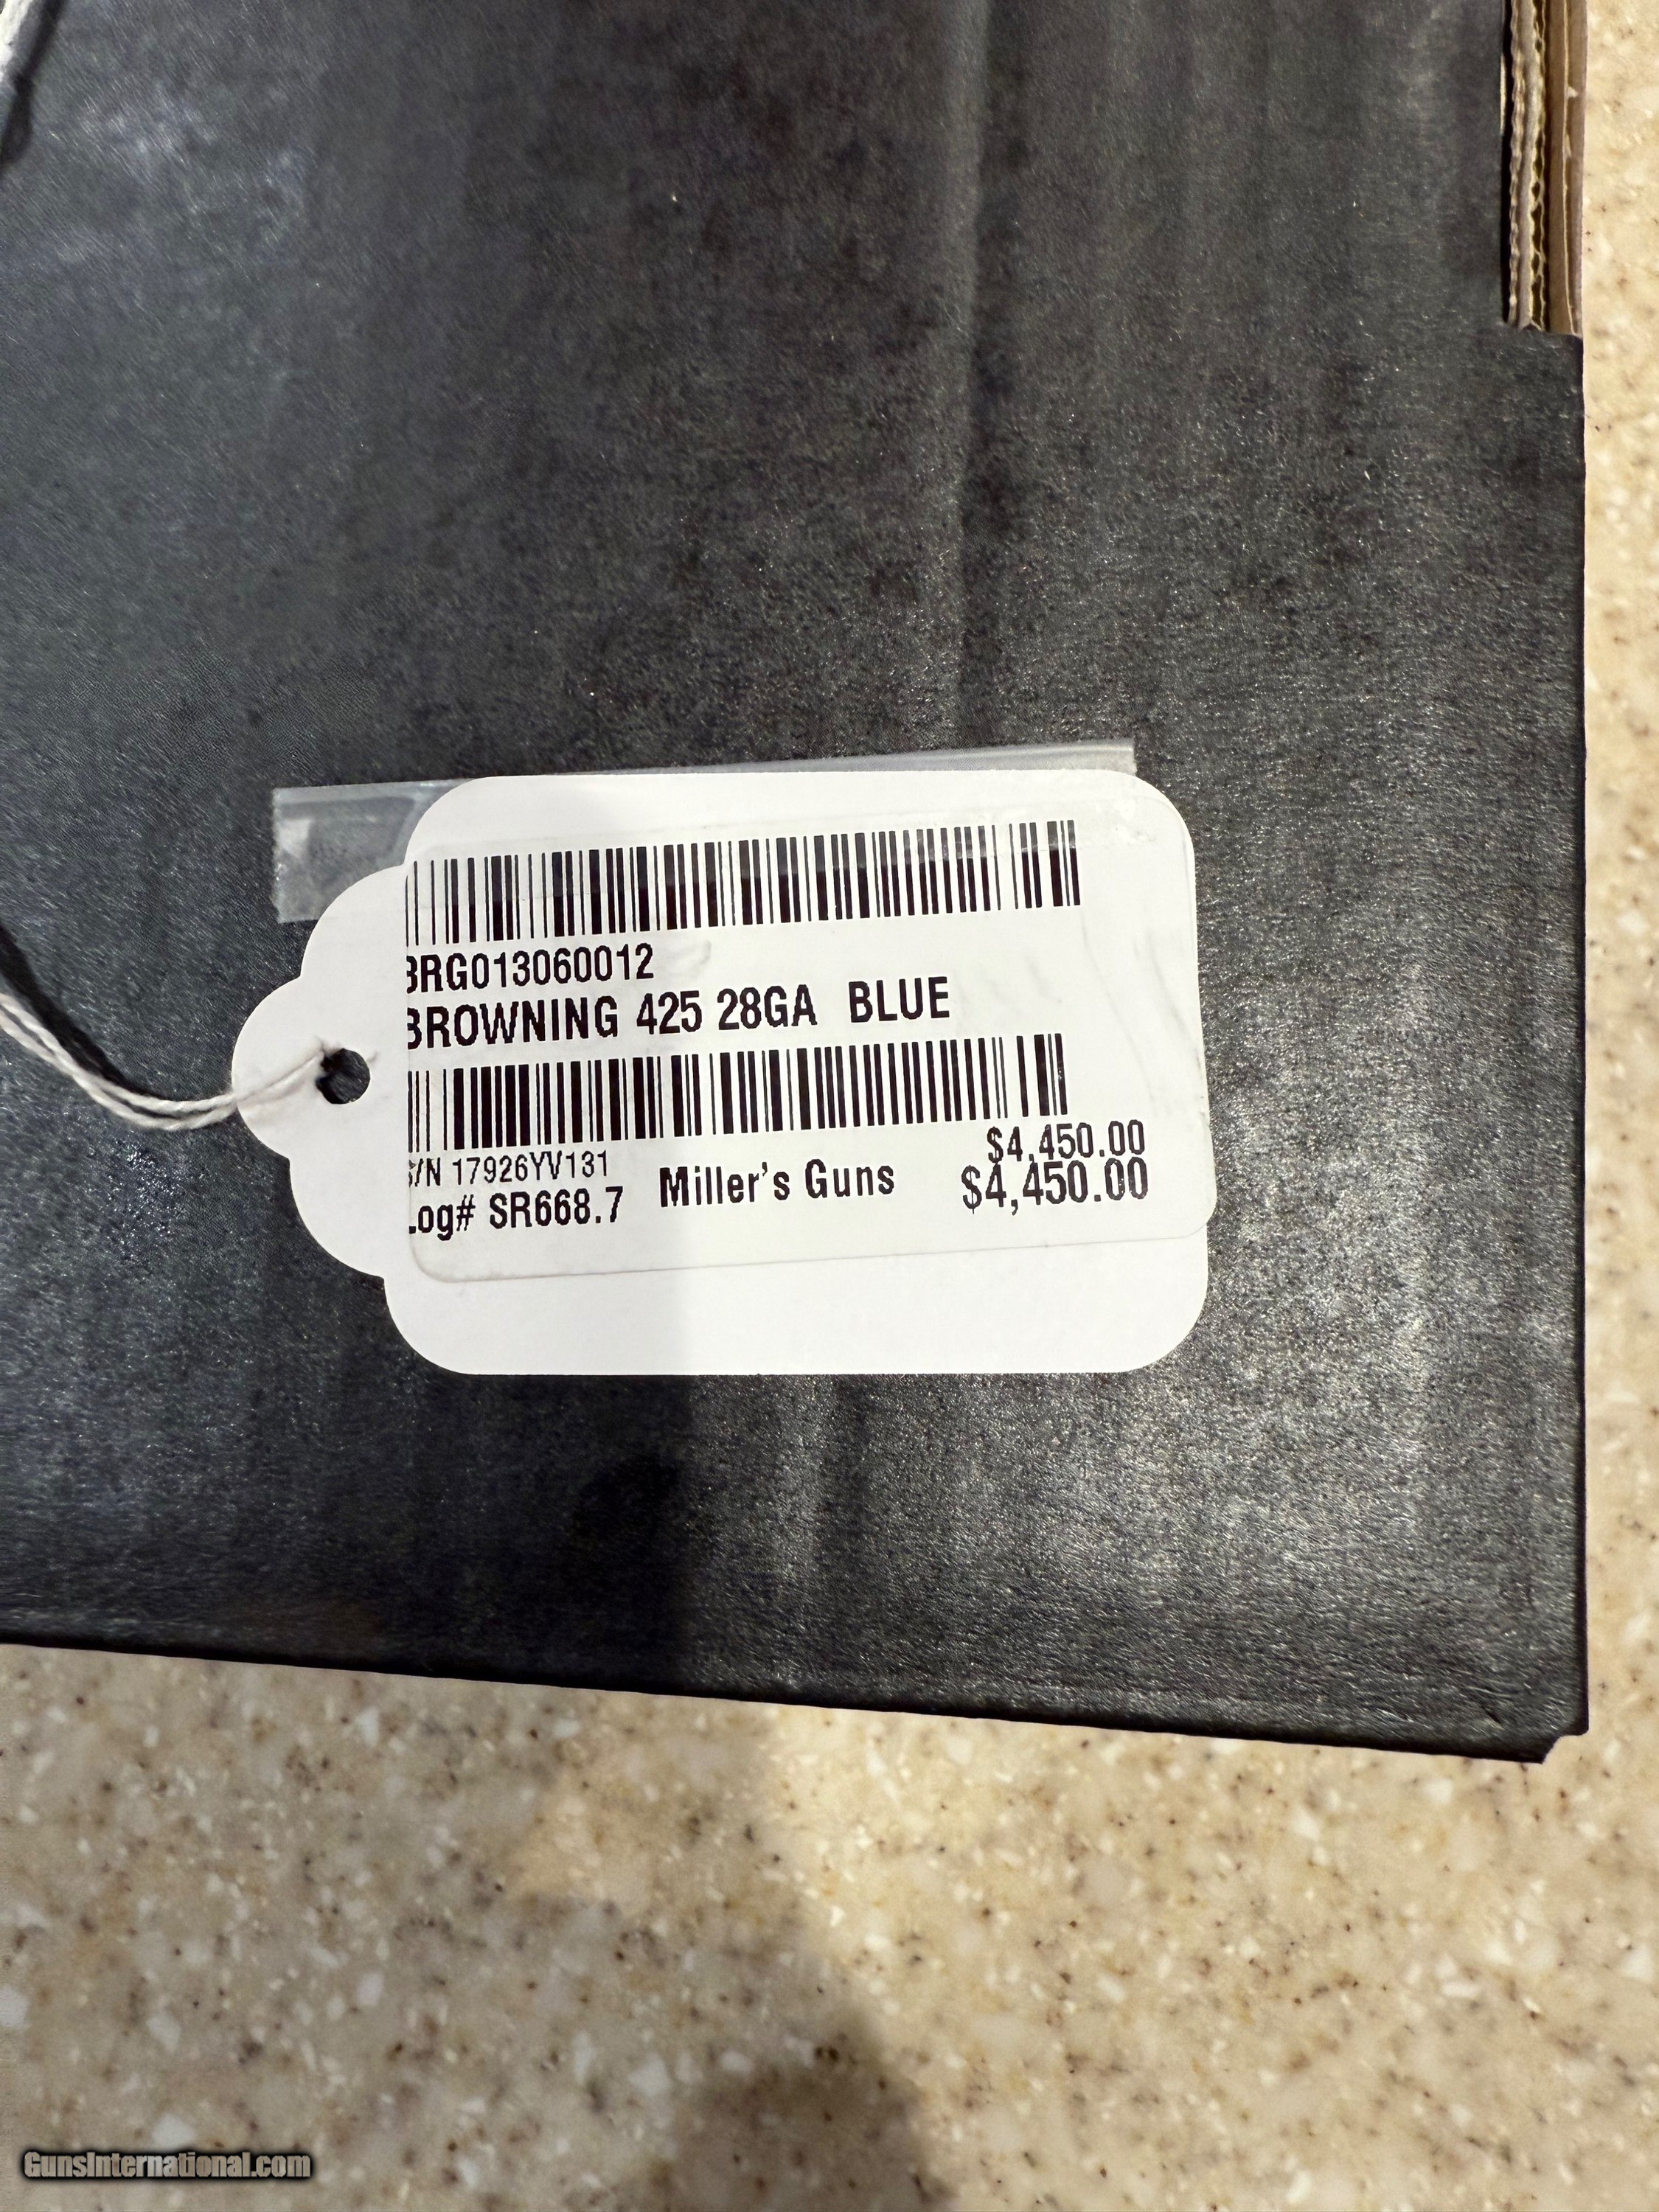 BRG013060012
BROWNING 425 28GA BLUE
$4,450.00
S/N 17926YV131
Log# SR668.7 Miller's Guns $4,450.00
GunsInternational.com